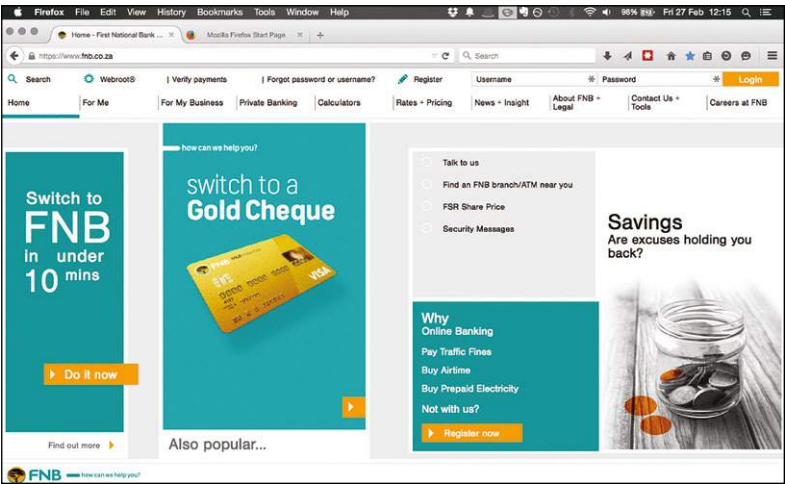 Firefox File Edit View History Bookmarks Tools Window Help 98% Fri 27 Feb 12:15
Home - First National Bank ... × Mozilla Firefox Start Page × +
https://www.fnb.co.za Search
Search Webroot® Verify payments Forgot password or username? Register Username Password Login
Home For Me For My Business Private Banking Calculators Rates + Pricing News + Insight About FNB + Legal Contact Us + Tools Careers at FNB
Switch to
FNB
in under
10 mins
Do it now
Find out more
how can we help you?
switch to a
Gold Cheque
FNB
VISA
Also popular...
Talk to us
Find an FNB branch/ATM near you
FSR Share Price
Security Messages
Why
Online Banking
Pay Traffic Fines
Buy Airtime
Buy Prepaid Electricity
Not with us?
Register now
Savings
Are excuses holding you
back?
FNB how can we help you?